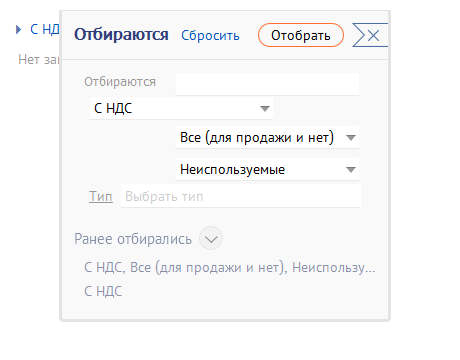 С НД
Отбираются Сбросить Отобрать
Нет за
Отбираются
С НДС
Все (для продажи и нет)
Неиспользуемые
Тип Выбрать тип
Ранее отбирались
С НДС, Все (для продажи и нет), Неиспользу...
С НДС